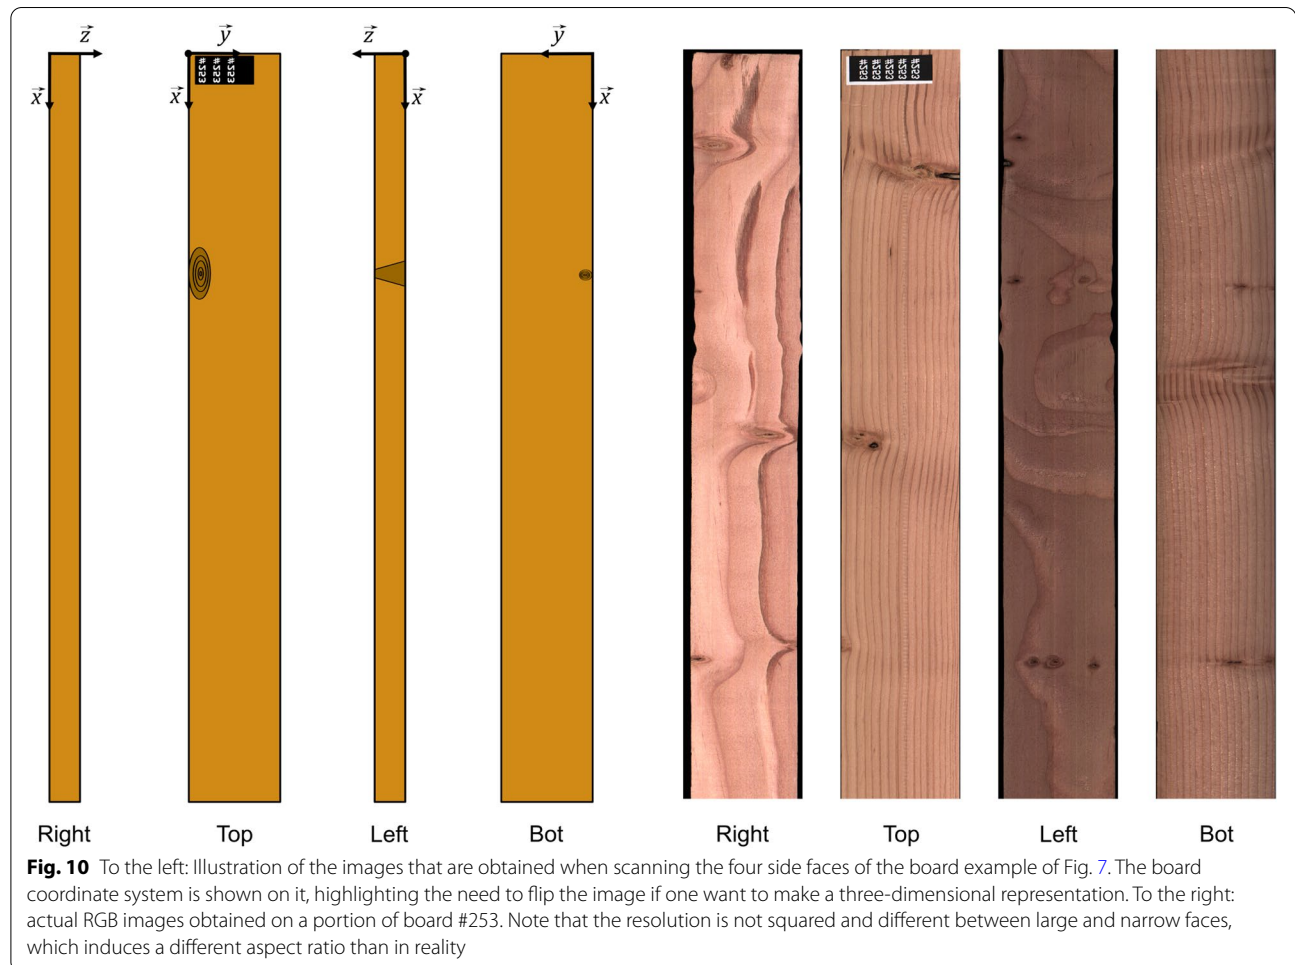 z y z y
x x x x
#253 #253 #253
#253 #253 #253 #253 #253
Right Top Left Bot Right Top Left Bot
Fig. 10 To the left: Illustration of the images that are obtained when scanning the four side faces of the board example of Fig. 7. The board
coordinate system is shown on it, highlighting the need to flip the image if one want to make a three-dimensional representation. To the right:
actual RGB images obtained on a portion of board #253. Note that the resolution is not squared and different between large and narrow faces,
which induces a different aspect ratio than in reality